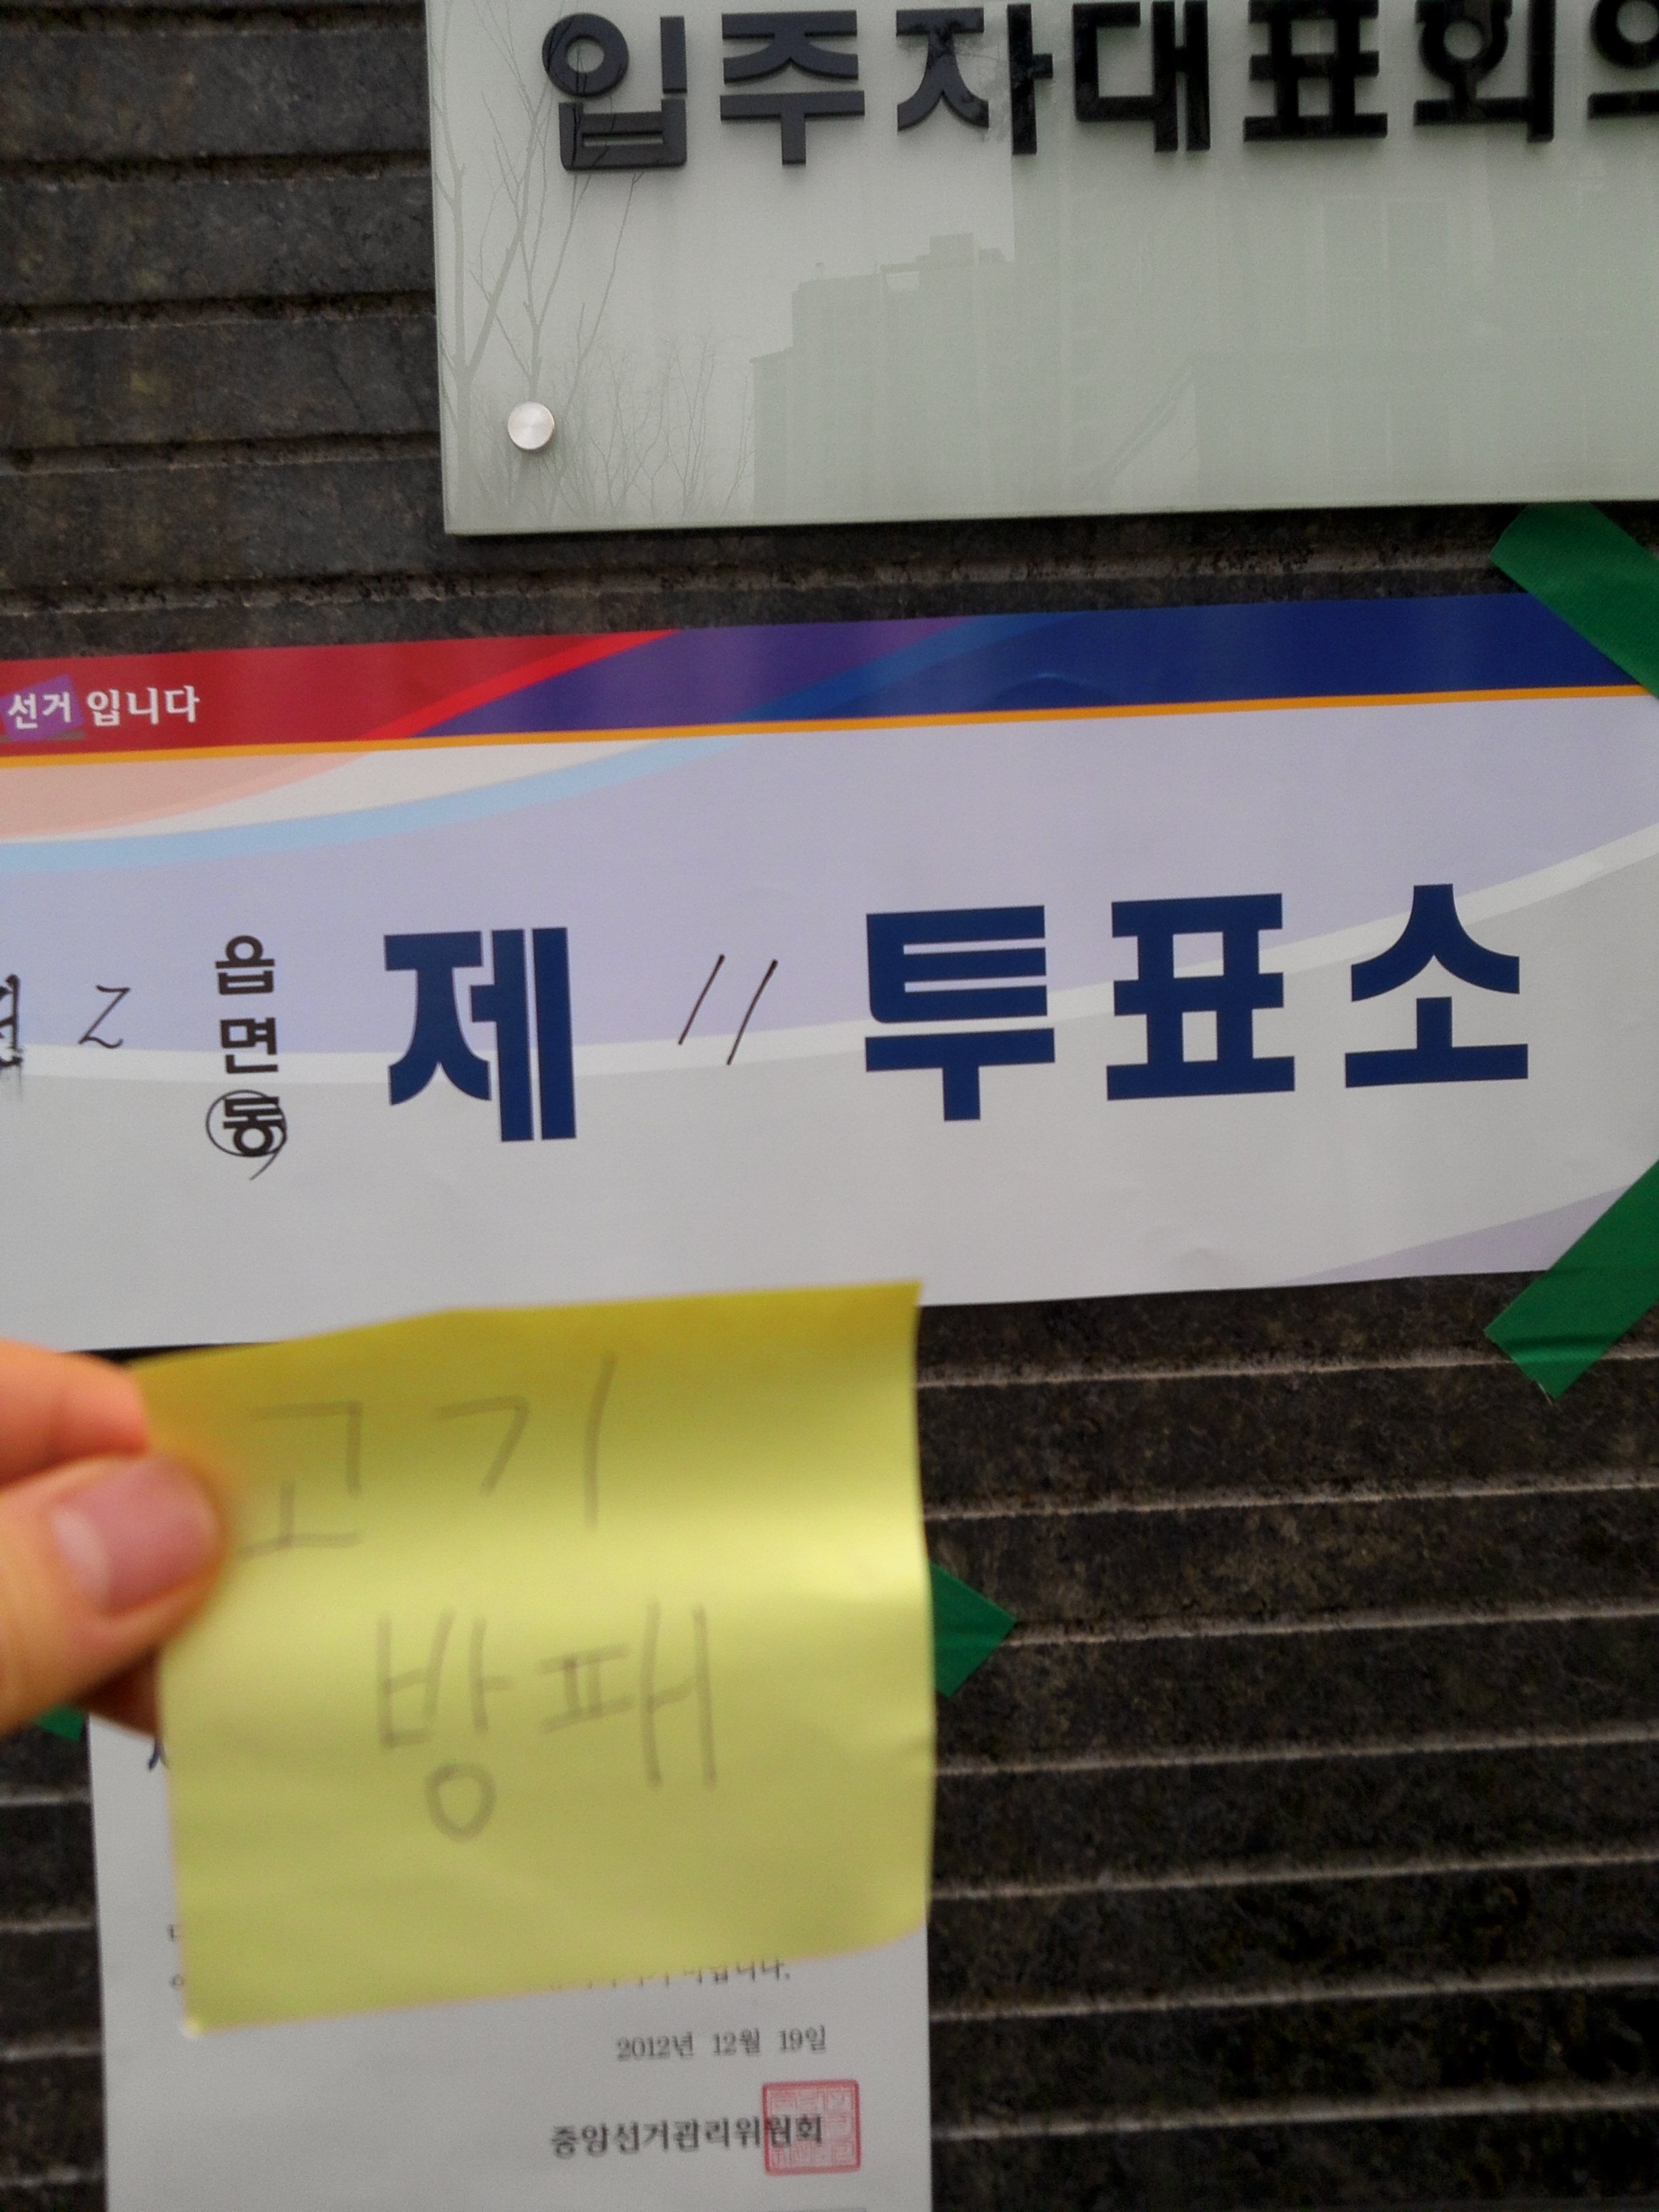 입주자대표회의
선거 입니다
2 읍 면 동 제 11 투표소
고기
방패
2012년 12월 19일
중앙선거관리위원회